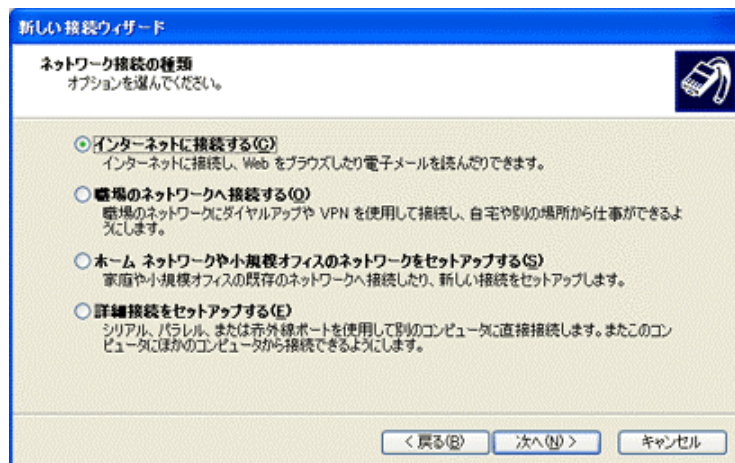 新しい接続ウィザード
ネットワーク接続の種類
オプションを選んでください。
インターネットに接続する(C)
インターネットに接続し、Web をブラウズしたり電子メールを読んだりできます。
職場のネットワークへ接続する(O)
職場のネットワークにダイヤルアップや VPN を使用して接続し、自宅や別の場所から仕事ができるよ
うにします。
ホーム ネットワークや小規模オフィスのネットワークをセットアップする(S)
家庭や小規模オフィスの既存のネットワークへ接続したり、新しい接続をセットアップします。
詳細接続をセットアップする(E)
シリアル、パラレル、または赤外線ポートを使用して別のコンピュータに直接接続します。またこのコン
ピュータにほかのコンピュータから接続できるようにします。
< 戻る(B) 次へ(N) > キャンセル